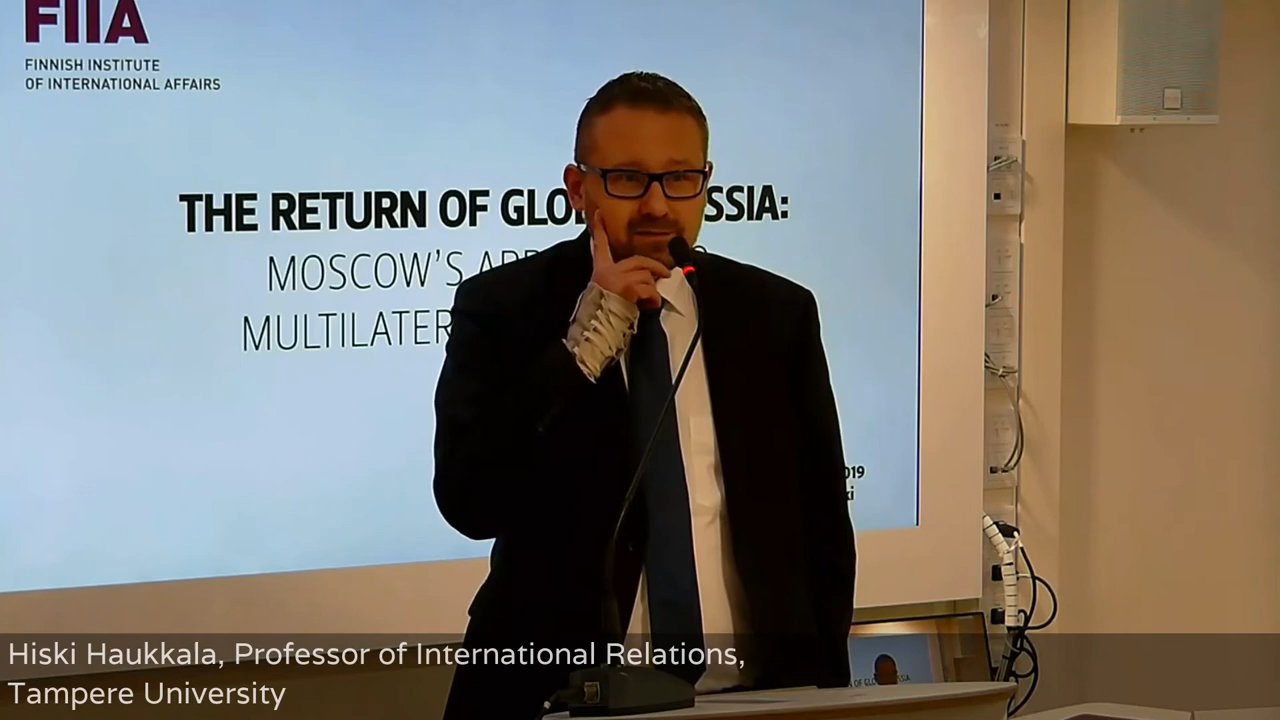 FIIA
FINNISH INSTITUTE
OF INTERNATIONAL AFFAIRS
THE RETURN OF GLO SSIA:
MOSCOW'S
MULTILATER
019
ki
Hiski Haukkala, Professor of International Relations,
Tampere University